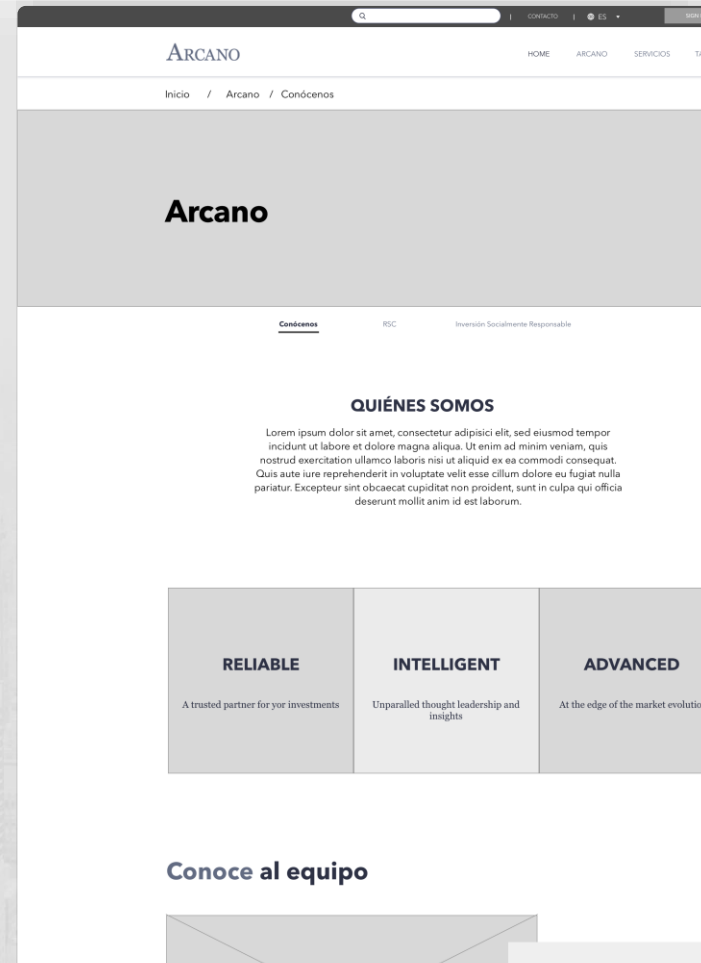 | CONTACTO | ES
ARCANO
HOME ARCANO SERVICIOS
Inicio / Arcano / Conócenos
Arcano
Conócenos RSC Inversión Socialmente Responsable
QUIÉNES SOMOS
Lorem ipsum dolor sit amet, consectetur adipisici elit, sed eiusmod tempor
incidunt ut labore et dolore magna aliqua. Ut enim ad minim veniam, quis
nostrud exercitation ullamco laboris nisi ut aliquid ex ea commodi consequat.
Quis aute iure reprehenderit in voluptate velit esse cillum dolore eu fugiat nulla
pariatur. Excepteur sint obcaecat cupiditat non proident, sunt in culpa qui officia
deserunt mollit anim id est laborum.
RELIABLE
A trusted partner for yor investments
INTELLIGENT
Unparalled thought leadership and
insights
ADVANCED
At the edge of the market
Conoce al equipo